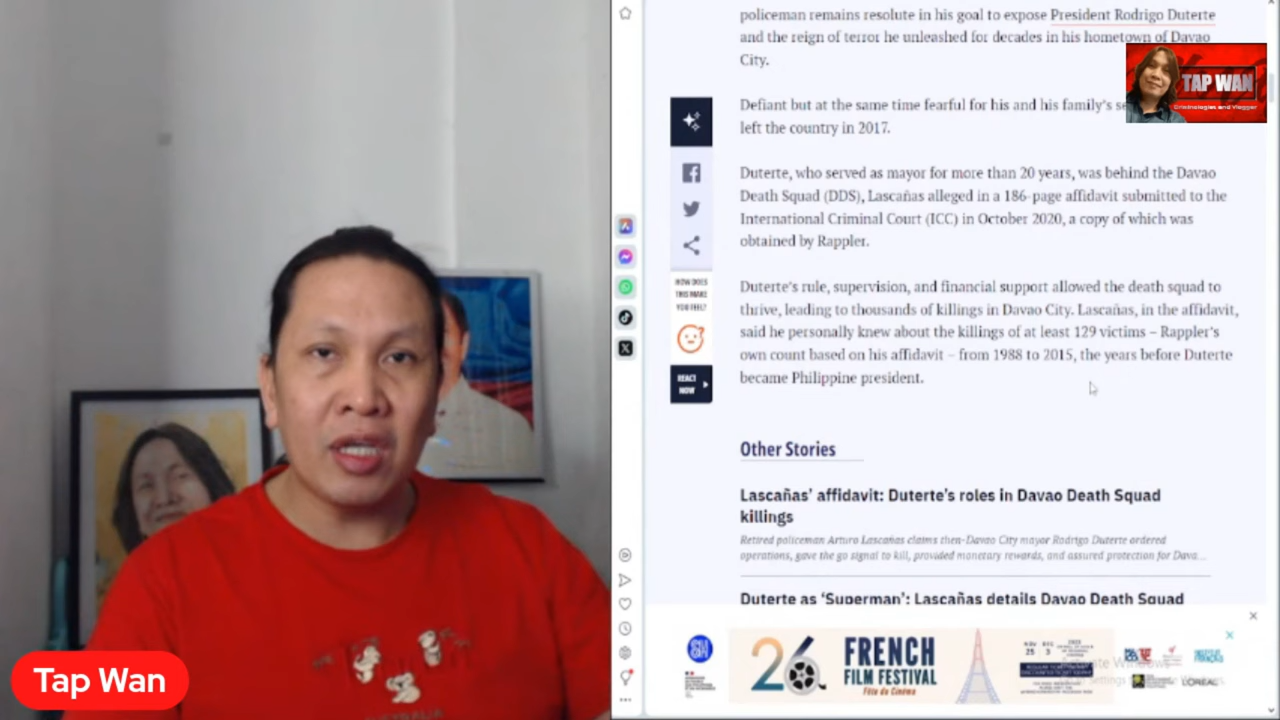 policeman remains resolute in his goal to expose President Rodrigo Duterte
and the reign of terror he unleashed for decades in his hometown of Davao
City.
TAP WAN
Criminologist and Vlogger
Defiant but at the same time fearful for his and his family's
left the country in 2017.
Duterte, who served as mayor for more than 20 years, was behind the Davao
Death Squad (DDS), Lascañas alleged in a 186-page affidavit submitted to the
International Criminal Court (ICC) in October 2020, a copy of which was
obtained by Rappler.
HOW DOES
THIS MAKE
YOU FEEL?
REACT
NOW
Duterte's rule, supervision, and financial support allowed the death squad to
thrive, leading to thousands of killings in Davao City. Lascañas, in the affidavit,
said he personally knew about the killings of at least 129 victims – Rappler's
own count based on his affidavit – from 1988 to 2015, the years before Duterte
became Philippine president.
Other Stories
Lascañas' affidavit: Duterte's roles in Davao Death Squad
killings
Retired policeman Arturo Lascañas claims then-Davao City mayor Rodrigo Duterte ordered
operations, gave the go signal to kill, provided monetary rewards, and assured protection for Dava...
Duterte as 'Superman': Lascañas details Davao Death Squad
26
FRENCH
FILM FESTIVAL
Fête du Cinéma
L'ORÉAL
Activate Windows
AUSTRALIA
Tap Wan